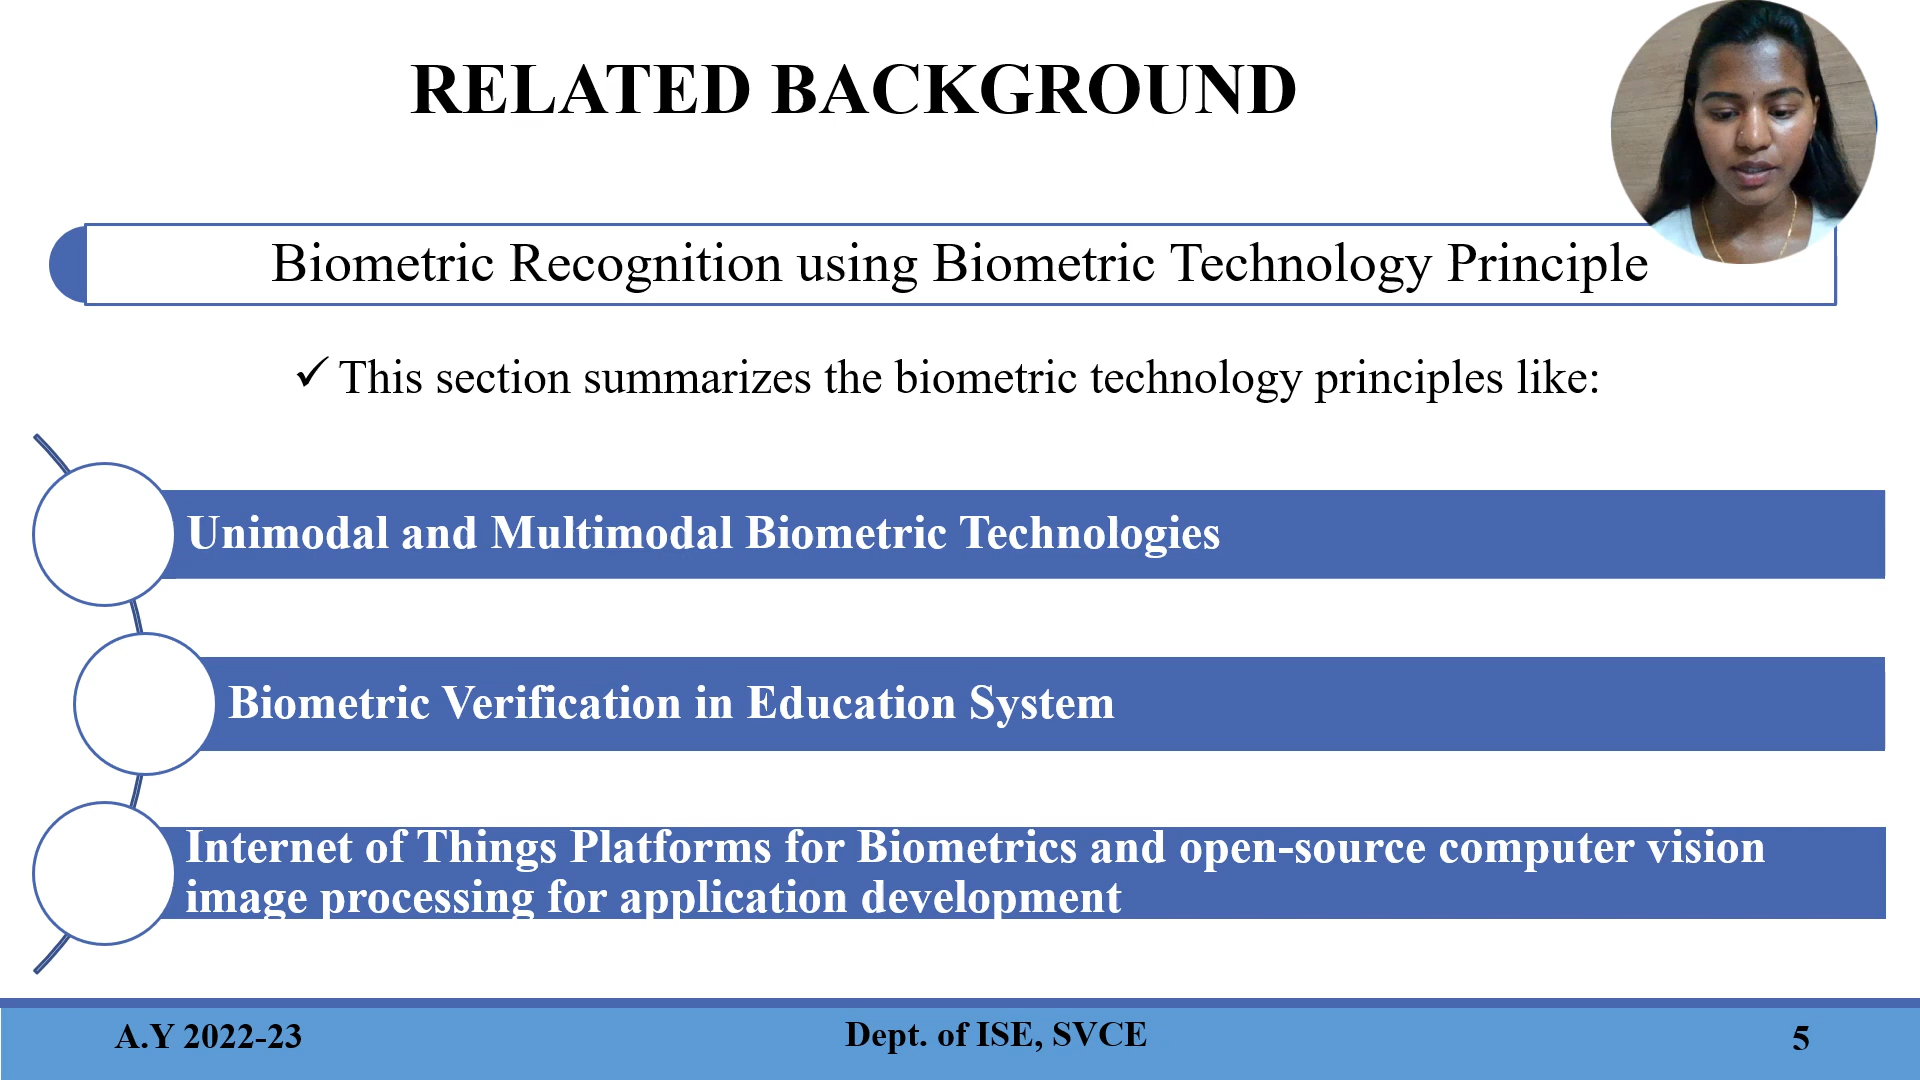 RELATED BACKGROUND
Biometric Recognition using Biometric Technology Principle
✓ This section summarizes the biometric technology principles like:
Unimodal and Multimodal Biometric Technologies
Biometric Verification in Education System
Internet of Things Platforms for Biometrics and open-source computer vision
image processing for application development
A.Y 2022-23
Dept. of ISE, SVCE
5